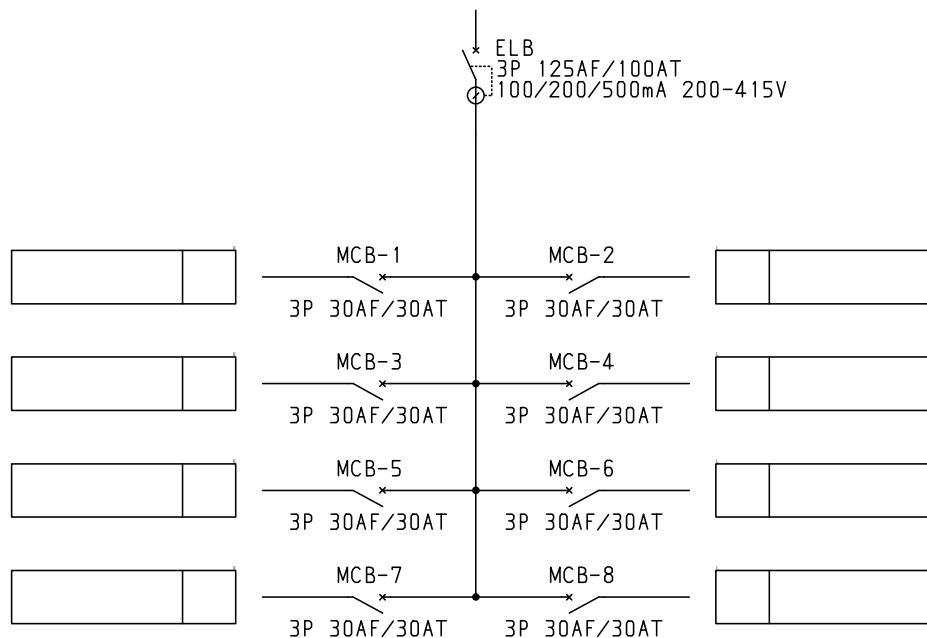 ELB
3P 125AF/100AT
100/200/500mA 200-415V
MCB-1
MCB-2
3P 30AF/30AT
3P 30AF/30AT
MCB-3
MCB-4
3P 30AF/30AT
3P 30AF/30AT
MCB-5
MCB-6
3P 30AF/30AT
3P 30AF/30AT
MCB-7
MCB-8
3P 30AF/30AT
3P 30AF/30AT